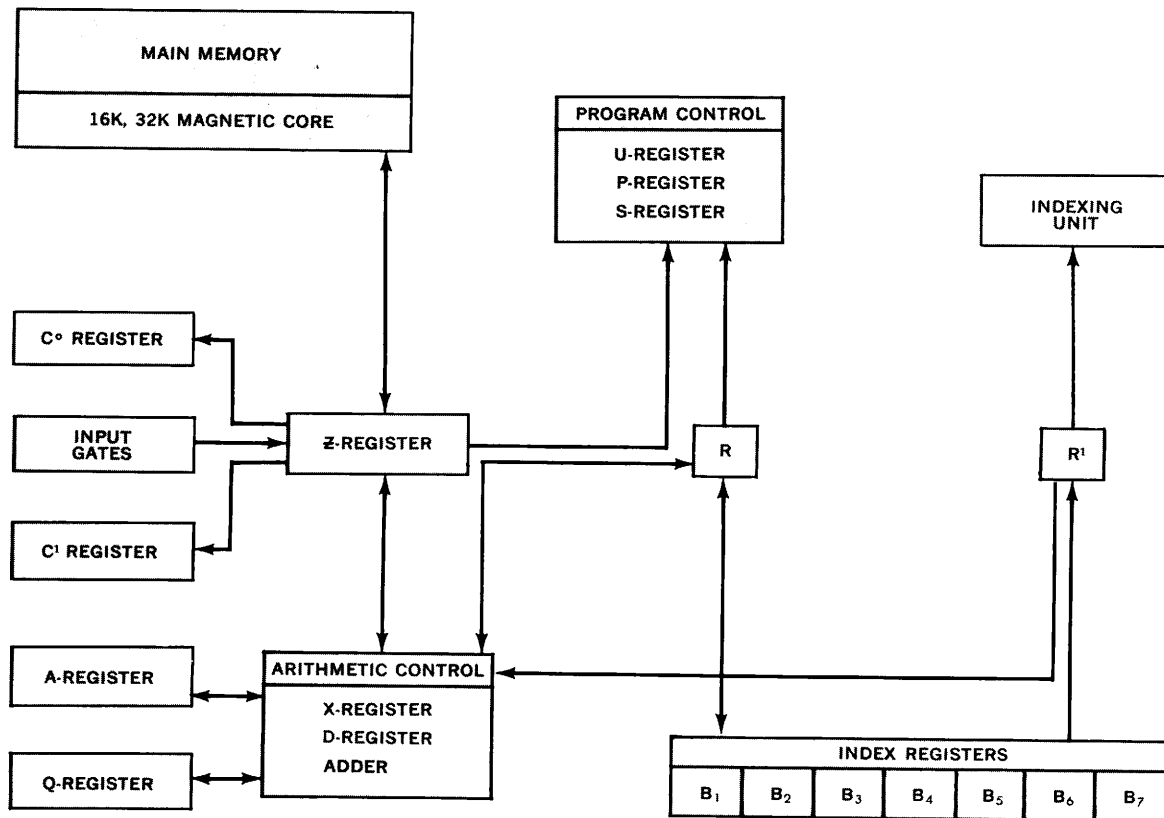 MAIN MEMORY
16K, 32K MAGNETIC CORE
PROGRAM CONTROL
U-REGISTER
P-REGISTER
S-REGISTER
INDEXING
UNIT
C° REGISTER
INPUT
GATES
Ƶ-REGISTER
R
R¹
C¹ REGISTER
A-REGISTER
ARITHMETIC CONTROL
X-REGISTER
D-REGISTER
ADDER
Q-REGISTER
INDEX REGISTERS
B₁ B₂ B₃ B₄ B₅ B₆ B₇